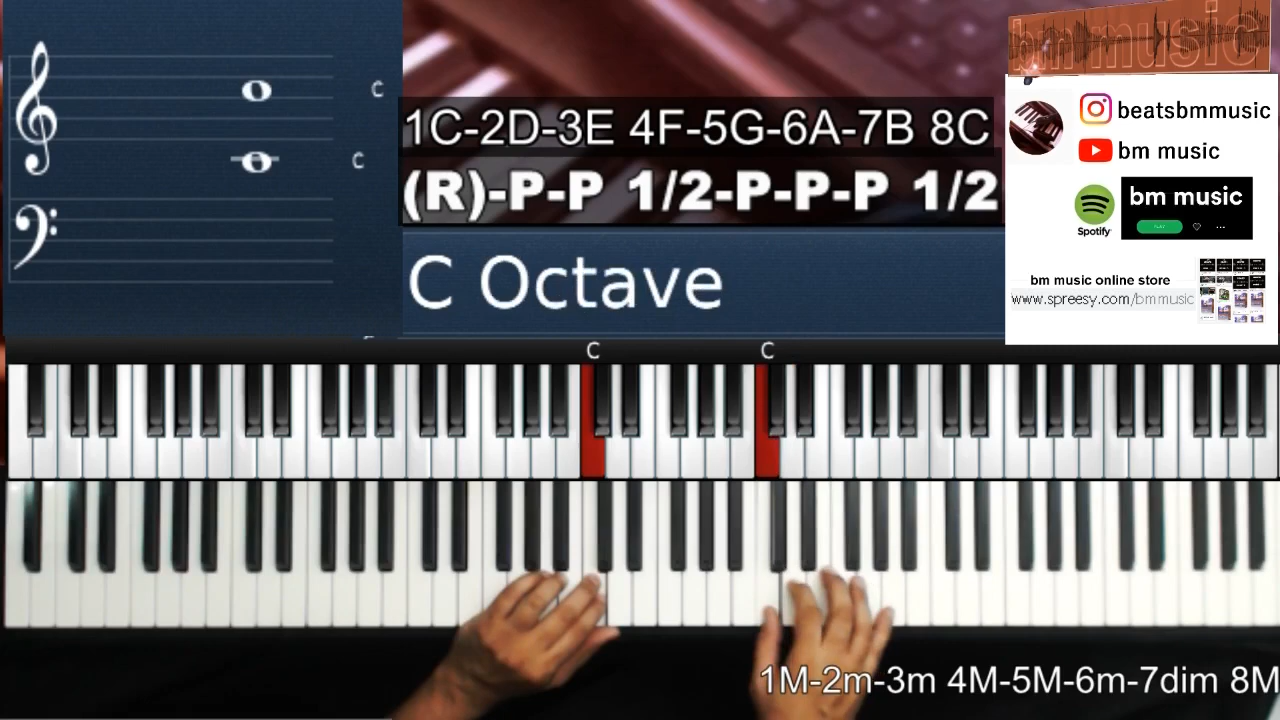 bm music
C
C
1C-2D-3E 4F-5G-6A-7B 8C
(R)-P-P 1/2-P-P-P 1/2
C Octave
beatsbmmusic
bm music
Spotify
bm music
PLAY
bm music online store
www.spreesy.com/bmmusic
C
C
1M-2m-3m 4M-5M-6m-7dim 8M